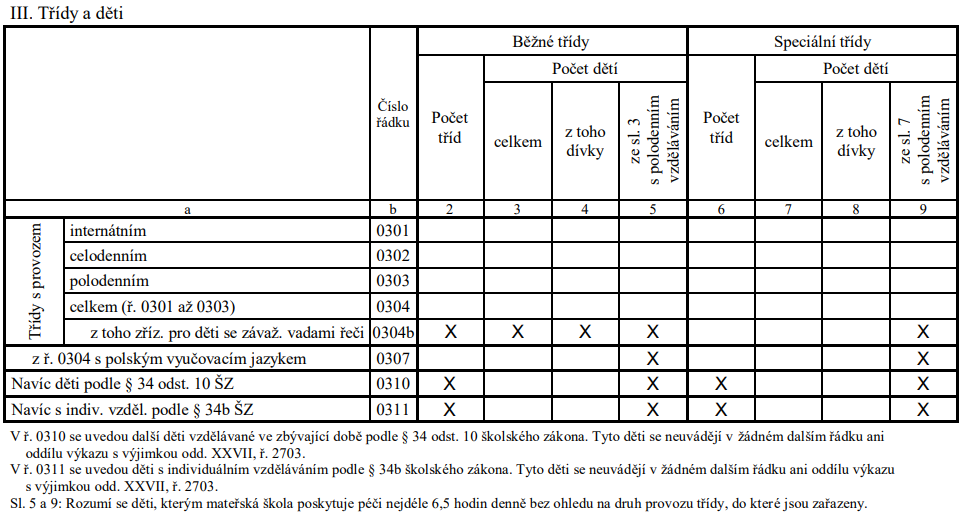 III. Třídy a děti
Běžné třídy Speciální třídy
Číslo řádku Počet tříd Počet dětí Počet tříd Počet dětí
celkem z toho dívky ze sl. 3 s polodenním vzděláváním celkem z toho dívky ze sl. 7 s polodenním vzděláváním
a b 2 3 4 5 6 7 8 9
Třídy s provozem
internátním 0301
celodenním 0302
polodenním 0303
celkem (ř. 0301 až 0303) 0304
z toho zříz. pro děti se závaž. vadami řeči 0304b X X X X X
z ř. 0304 s polským vyučovacím jazykem 0307 X X
Navíc děti podle § 34 odst. 10 ŠZ 0310 X X X X
Navíc s indiv. vzděl. podle § 34b ŠZ 0311 X X X X
V ř. 0310 se uvedou další děti vzdělávané ve zbývající době podle § 34 odst. 10 školského zákona. Tyto děti se neuvádějí v žádném dalším řádku ani
oddílu výkazu s výjimkou odd. XXVII, ř. 2703.
V ř. 0311 se uvedou děti s individuálním vzděláváním podle § 34b školského zákona. Tyto děti se neuvádějí v žádném dalším řádku ani oddílu výkazu
s výjimkou odd. XXVII, ř. 2703.
Sl. 5 a 9: Rozumí se děti, kterým mateřská škola poskytuje péči nejdéle 6,5 hodin denně bez ohledu na druh provozu třídy, do které jsou zařazeny.